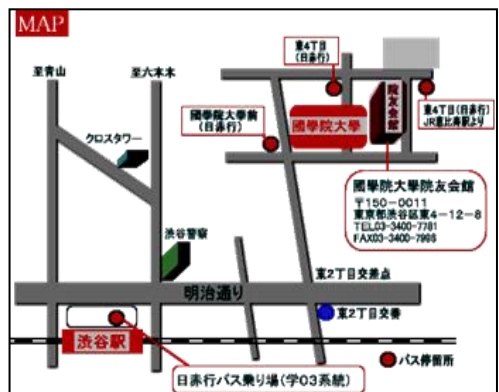 MAP
東4丁目
(日赤行)
至青山
至六本木
クロスタワー
國學院大學前
(日赤行)
國學院大學
院友会館
東4丁目(日赤行)
JR恵比寿駅より
國學院大學院友会館
〒150-0011
東京都渋谷区東4-12-8
TEL03-3400-7781
FAX03-3400-7996
渋谷警察
東2丁目交差点
明治通り
東2丁目交番
渋谷駅
バス停留所
日赤行バス乗り場(学03系統)